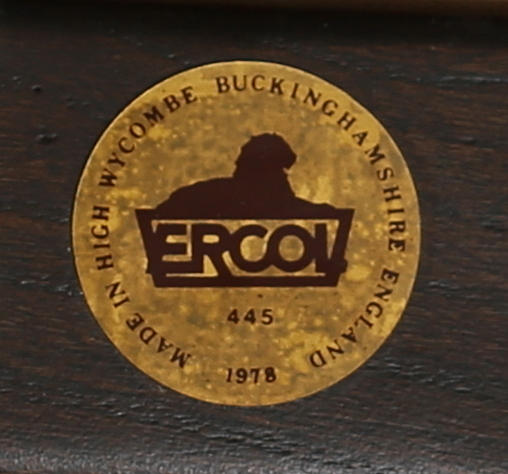 MADE IN HIGH WYCOMBE BUCKINGHAMSHIRE ENGLAND
ERCOL
445
1978